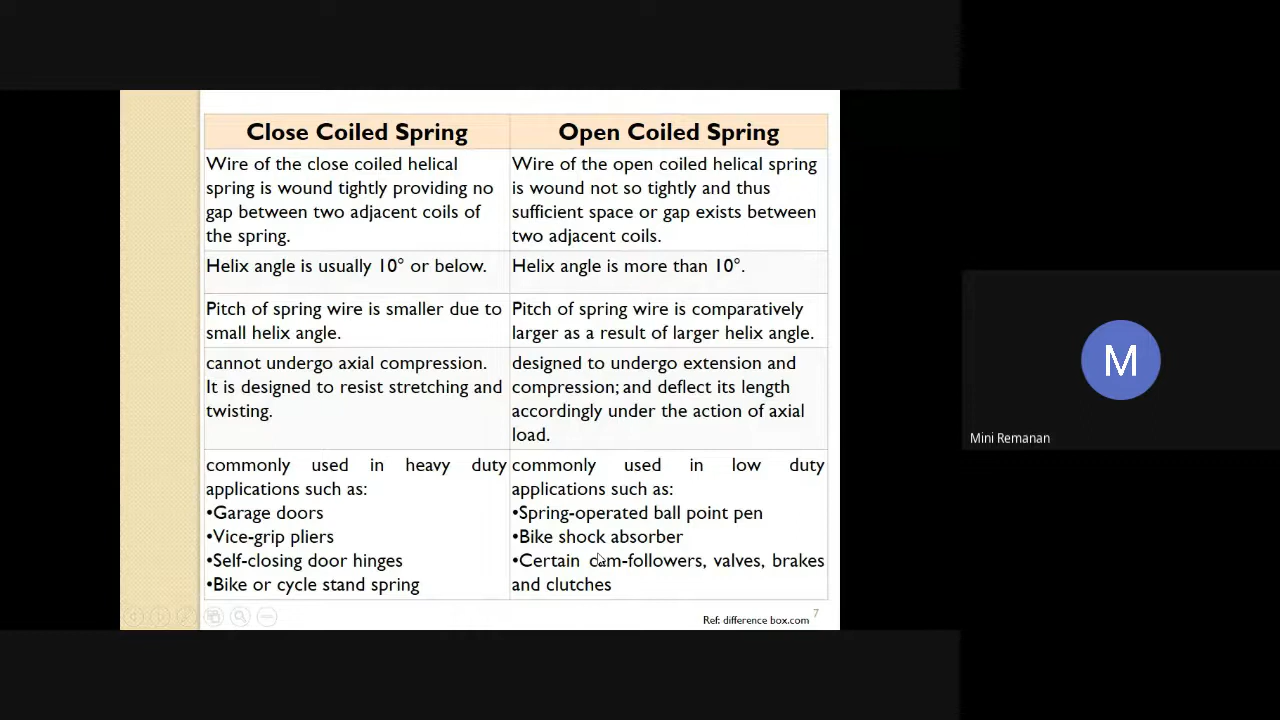 Close Coiled Spring
Open Coiled Spring
Wire of the close coiled helical
spring is wound tightly providing no
gap between two adjacent coils of
the spring.
Wire of the open coiled helical spring
is wound not so tightly and thus
sufficient space or gap exists between
two adjacent coils.
Helix angle is usually 10° or below.
Helix angle is more than 10°.
Pitch of spring wire is smaller due to
small helix angle.
Pitch of spring wire is comparatively
larger as a result of larger helix angle.
cannot undergo axial compression.
It is designed to resist stretching and
twisting.
designed to undergo extension and
compression; and deflect its length
accordingly under the action of axial
load.
commonly used in heavy duty
applications such as:
•Garage doors
•Vice-grip pliers
•Self-closing door hinges
•Bike or cycle stand spring
commonly used in low duty
applications such as:
•Spring-operated ball point pen
•Bike shock absorber
•Certain cam-followers, valves, brakes
and clutches
Ref: difference box.com
7
M
Mini Remanan